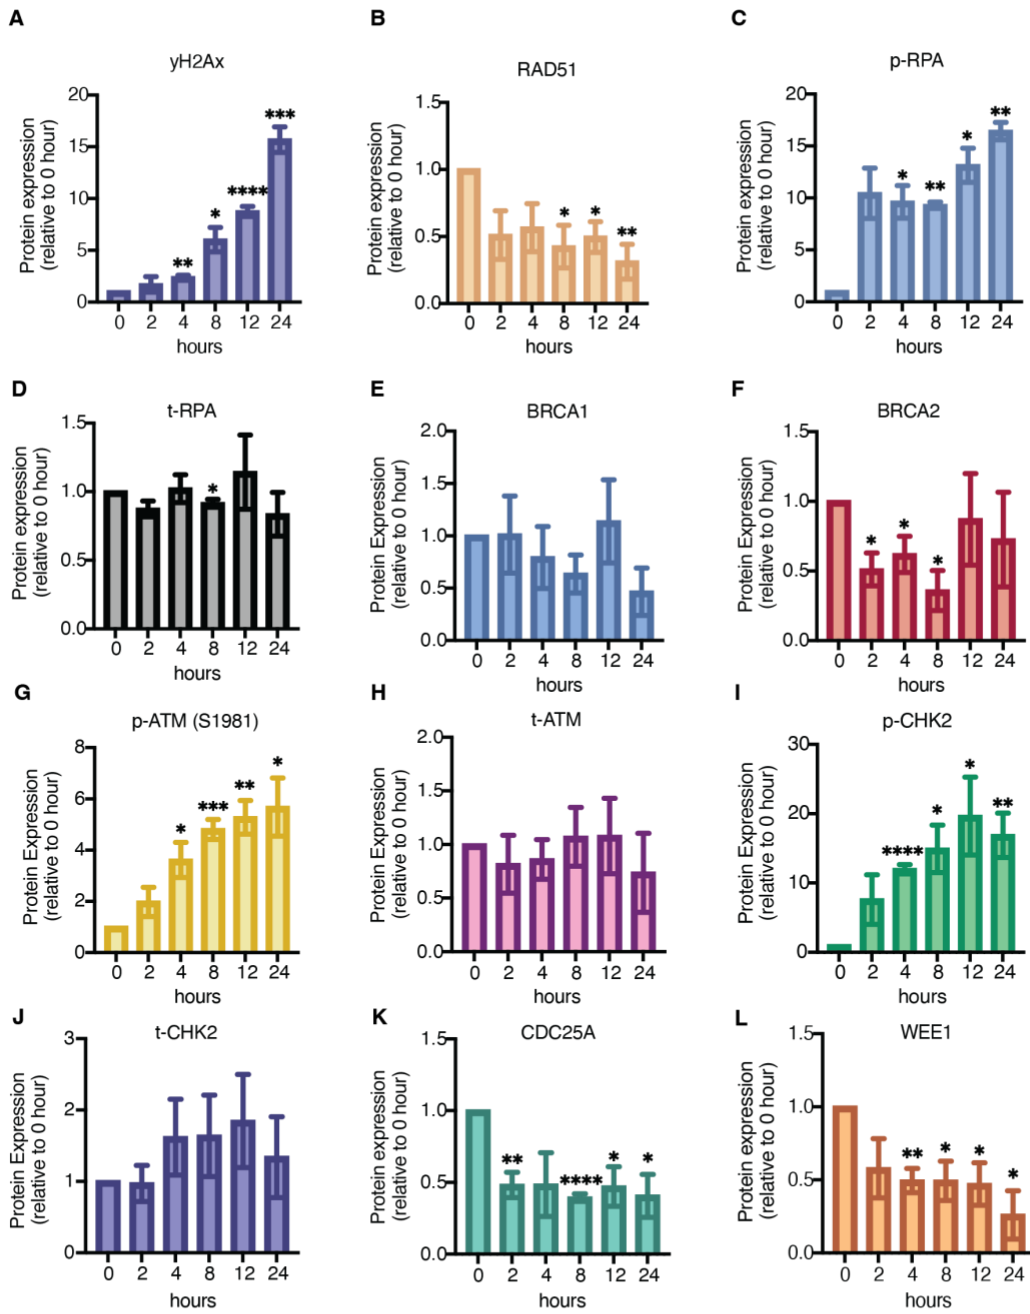 A
yH2Ax
Protein expression
(relative to 0 hour)
20
15
10
5
0
**
*
****
***
0 2 4 8 12 24
hours
B
RAD51
Protein expression
(relative to 0 hour)
1.5
1.0
0.5
0.0
*
*
**
0 2 4 8 12 24
hours
C
p-RPA
Protein expression
(relative to 0 hour)
20
15
10
5
0
*
**
*
**
0 2 4 8 12 24
hours
D
t-RPA
Protein expression
(relative to 0 hour)
1.5
1.0
0.5
0.0
*
0 2 4 8 12 24
hours
E
BRCA1
Protein Expression
(relative to 0 hour)
2.0
1.5
1.0
0.5
0.0
0 2 4 8 12 24
hours
F
BRCA2
Protein Expression
(relative to 0 hour)
1.5
1.0
0.5
0.0
*
*
*
0 2 4 8 12 24
hours
G
p-ATM (S1981)
Protein Expression
(relative to 0 hour)
8
6
4
2
0
*
***
**
*
0 2 4 8 12 24
hours
H
t-ATM
Protein Expression
(relative to 0 hour)
2.0
1.5
1.0
0.5
0.0
0 2 4 8 12 24
hours
I
p-CHK2
Protein Expression
(relative to 0 hour)
30
20
10
0
****
*
*
**
0 2 4 8 12 24
hours
J
t-CHK2
Protein Expression
(relative to 0 hour)
3
2
1
0
0 2 4 8 12 24
hours
K
CDC25A
Protein expression
(relative to 0 hour)
1.5
1.0
0.5
0.0
**
****
*
*
0 2 4 8 12 24
hours
L
WEE1
Protein expression
(relative to 0 hour)
1.5
1.0
0.5
0.0
**
*
*
*
0 2 4 8 12 24
hours